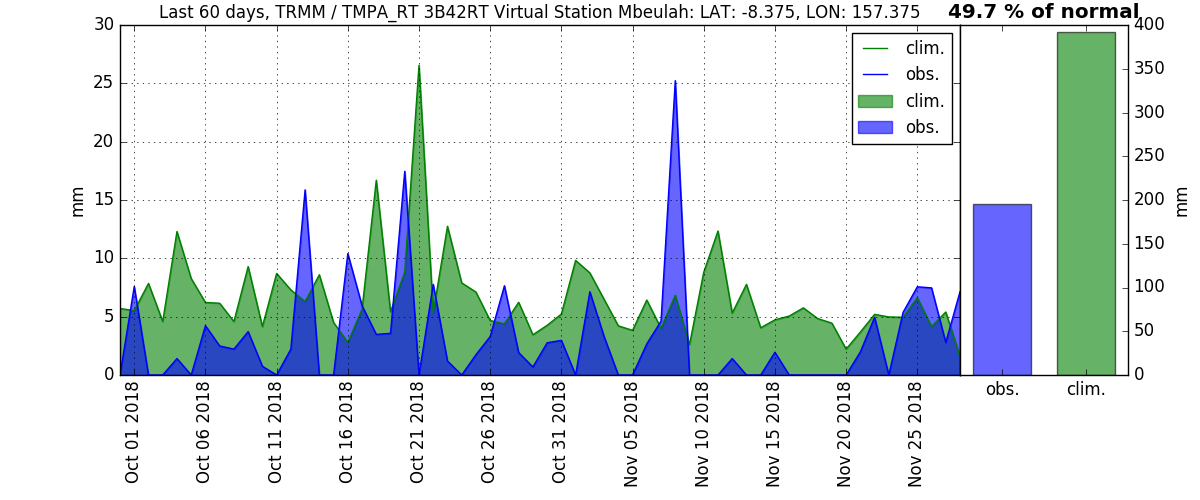 Last 60 days, TRMM / TMPA_RT 3B42RT Virtual Station Mbeulah: LAT: -8.375, LON: 157.375
49.7 % of normal
mm
30
25
20
15
10
5
0
clim.
obs.
clim.
obs.
400
350
300
250
200
150
100
50
0
mm
obs.
clim.
Oct 01 2018
Oct 06 2018
Oct 11 2018
Oct 16 2018
Oct 21 2018
Oct 26 2018
Oct 31 2018
Nov 05 2018
Nov 10 2018
Nov 15 2018
Nov 20 2018
Nov 25 2018